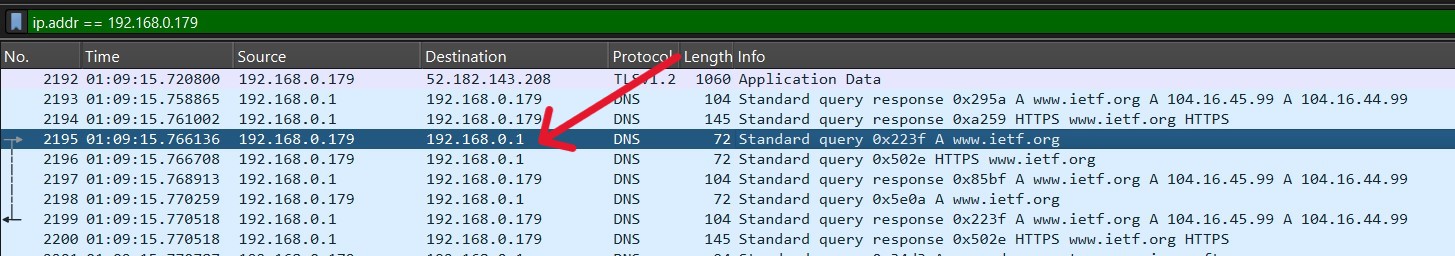 ip.addr == 192.168.0.179
No. Time Source Destination Protocol Length Info
2192 01:09:15.720800 192.168.0.179 52.182.143.208 TLSv1.2 1060 Application Data
2193 01:09:15.758865 192.168.0.1 192.168.0.179 DNS 104 Standard query response 0x295a A www.ietf.org A 104.16.45.99 A 104.16.44.99
2194 01:09:15.761002 192.168.0.1 192.168.0.179 DNS 145 Standard query response 0xa259 HTTPS www.ietf.org HTTPS
2195 01:09:15.766136 192.168.0.179 192.168.0.1 DNS 72 Standard query 0x223f A www.ietf.org
2196 01:09:15.766708 192.168.0.179 192.168.0.1 DNS 72 Standard query 0x502e HTTPS www.ietf.org
2197 01:09:15.768913 192.168.0.1 192.168.0.179 DNS 104 Standard query response 0x85bf A www.ietf.org A 104.16.45.99 A 104.16.44.99
2198 01:09:15.770259 192.168.0.179 192.168.0.1 DNS 72 Standard query 0x5e0a A www.ietf.org
2199 01:09:15.770518 192.168.0.1 192.168.0.179 DNS 104 Standard query response 0x223f A www.ietf.org A 104.16.45.99 A 104.16.44.99
2200 01:09:15.770518 192.168.0.1 192.168.0.179 DNS 145 Standard query response 0x502e HTTPS www.ietf.org HTTPS